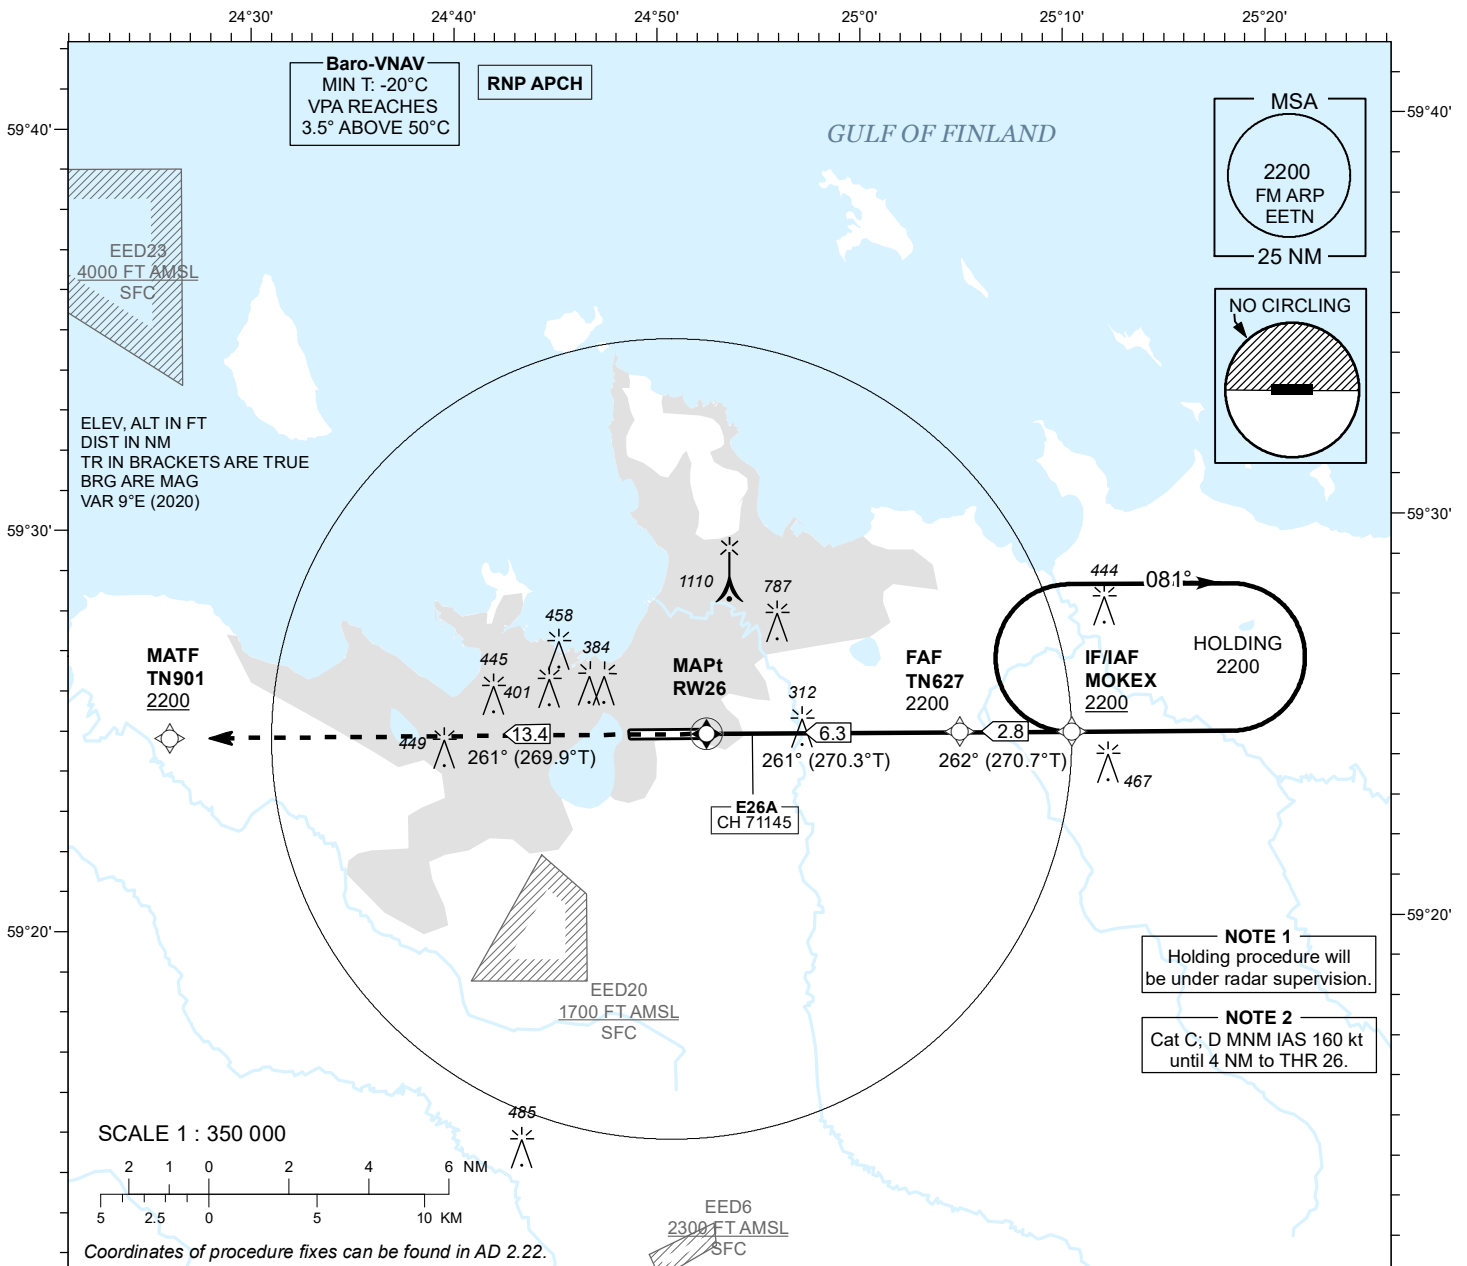 24°30'
24°40'
24°50'
25°0'
25°10'
25°20'
59°40'
59°40'
Baro-VNAV
MIN T: -20°C
VPA REACHES
3.5° ABOVE 50°C
RNP APCH
GULF OF FINLAND
MSA
2200
FM ARP
EETN
25 NM
EED23
4000 FT AMSL
SFC
NO CIRCLING
ELEV, ALT IN FT
DIST IN NM
TR IN BRACKETS ARE TRUE
BRG ARE MAG
VAR 9°E (2020)
59°30'
59°30'
1110
787
444
081°
HOLDING
2200
458
445
401
384
449
312
467
MATF
TN901
2200
MAPt
RW26
FAF
TN627
2200
IF/IAF
MOKEX
2200
13.4
6.3
2.8
261° (269.9°T)
261° (270.3°T)
262° (270.7°T)
E26A
CH 71145
59°20'
59°20'
EED20
1700 FT AMSL
SFC
NOTE 1
Holding procedure will
be under radar supervision.
NOTE 2
Cat C; D MNM IAS 160 kt
until 4 NM to THR 26.
485
SCALE 1 : 350 000
2 1 0 2 4 6 NM
5 2.5 0 5 10 KM
EED6
2300 FT AMSL
SFC
Coordinates of procedure fixes can be found in AD 2.22.